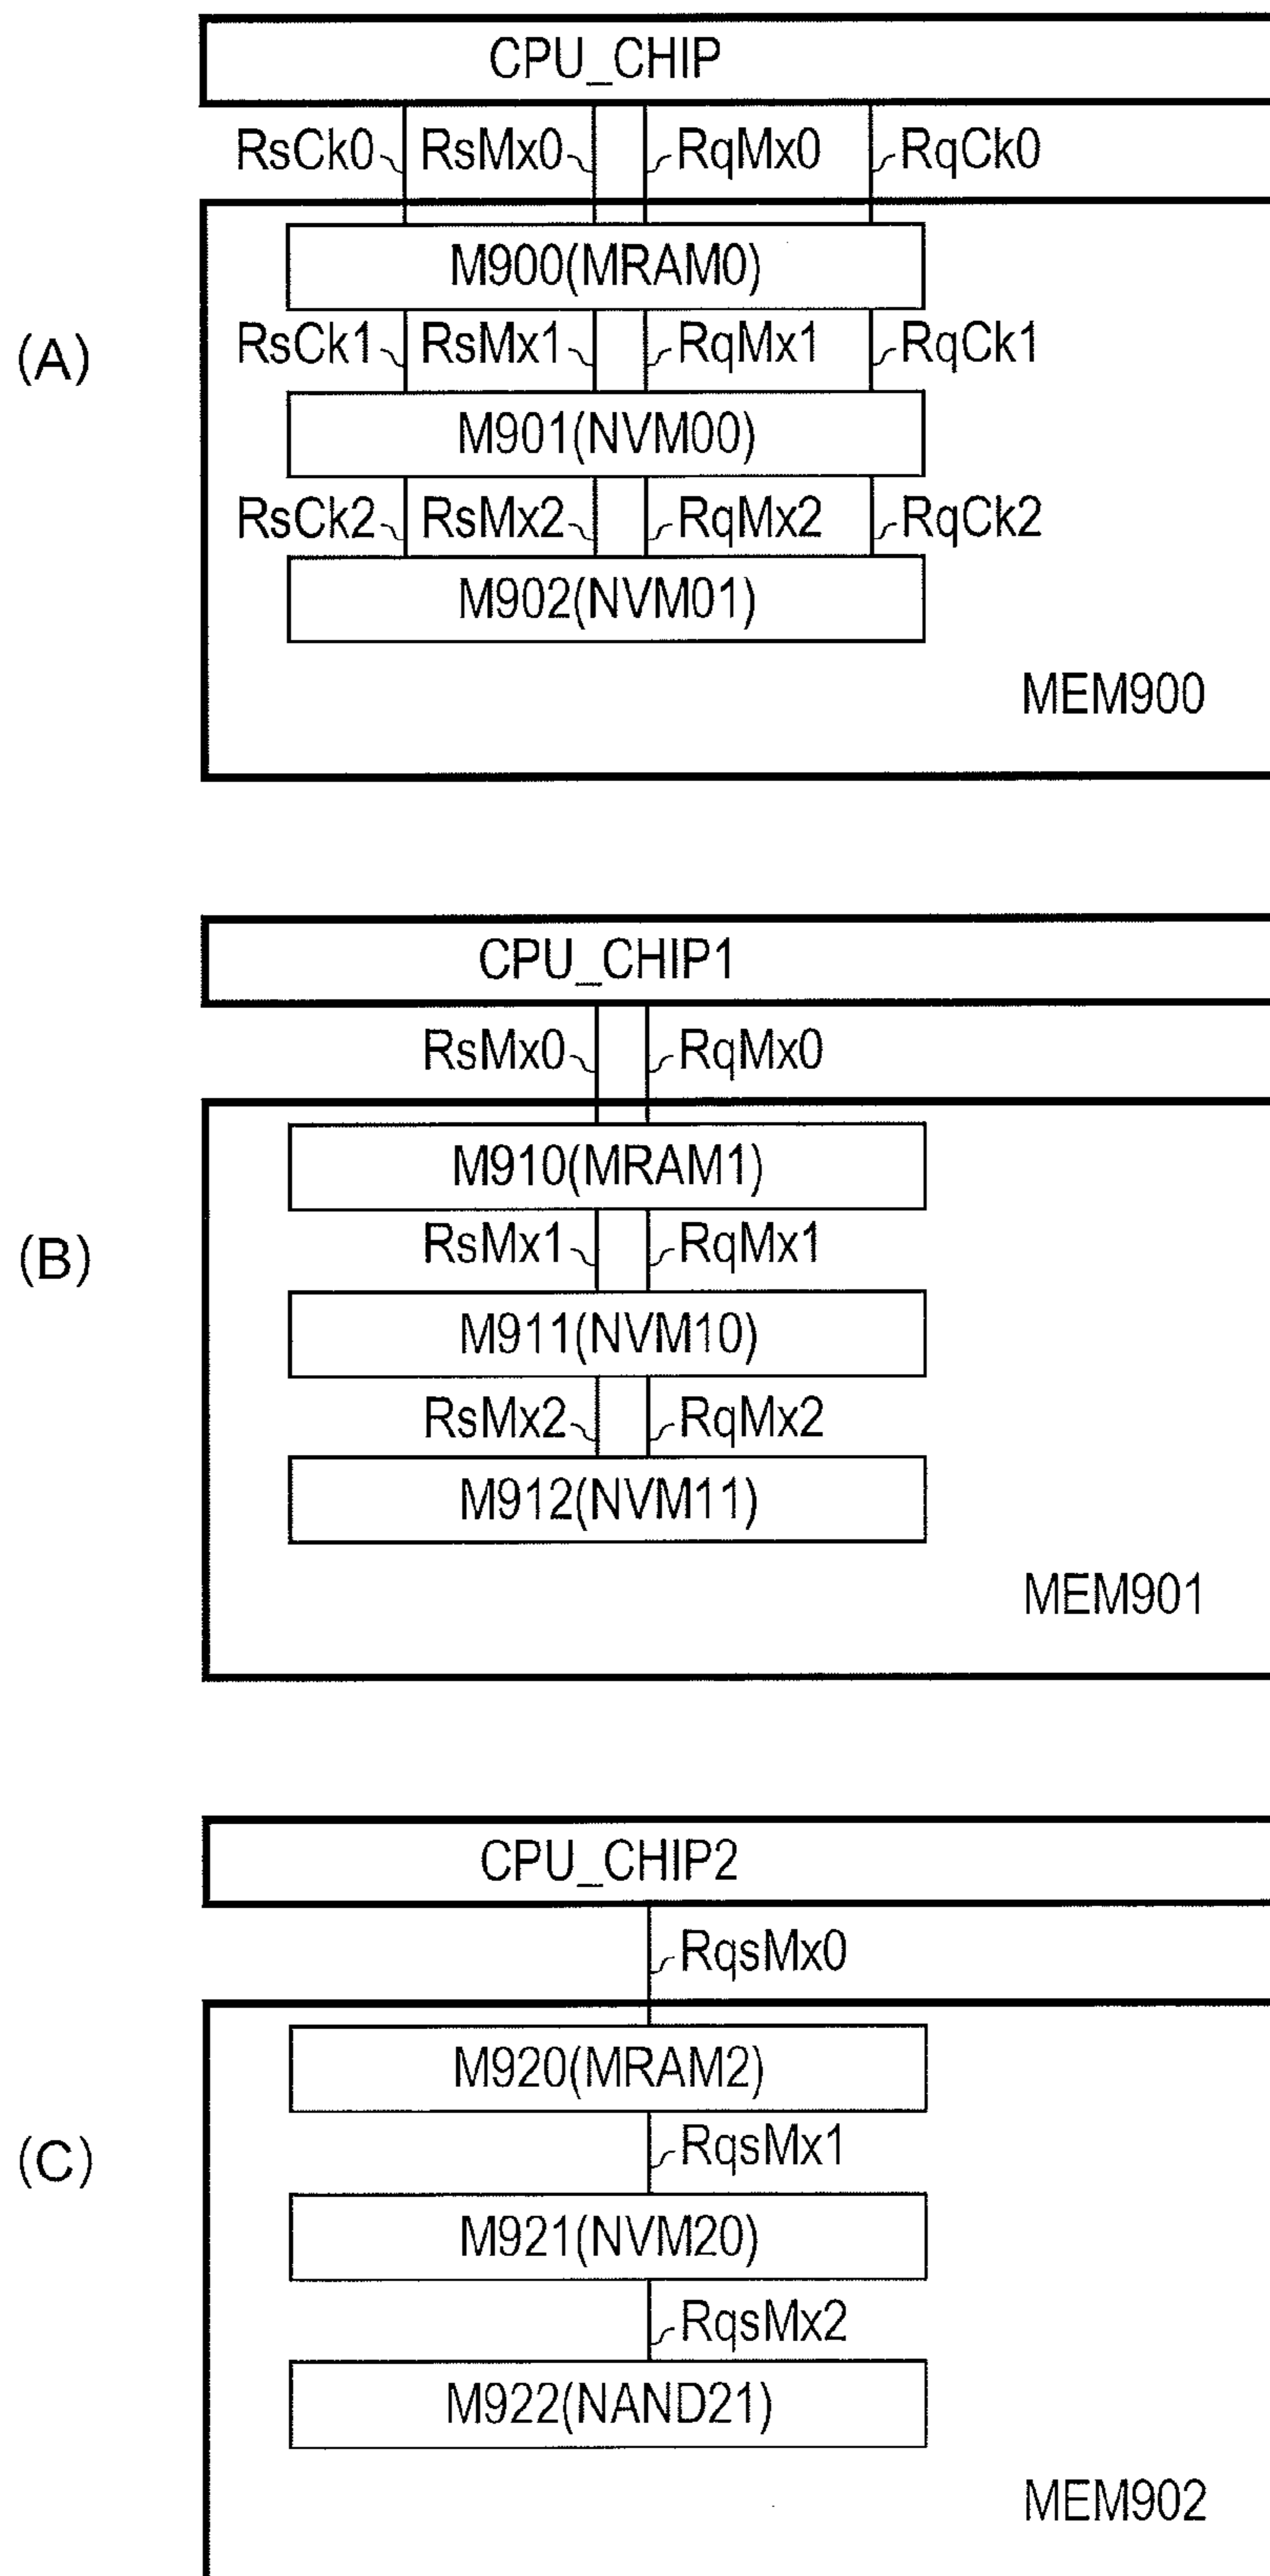 CPU_CHIP
RsCk0 RsMx0 RqMx0 RqCk0
M900(MRAM0)
(A)
RsCk1 RsMx1 RqMx1 RqCk1
M901(NVM00)
RsCk2 RsMx2 RqMx2 RqCk2
M902(NVM01)
MEM900
CPU_CHIP1
RsMx0 RqMx0
M910(MRAM1)
(B)
RsMx1 RqMx1
M911(NVM10)
RsMx2 RqMx2
M912(NVM11)
MEM901
CPU_CHIP2
RqsMx0
M920(MRAM2)
(C)
RqsMx1
M921(NVM20)
RqsMx2
M922(NAND21)
MEM902